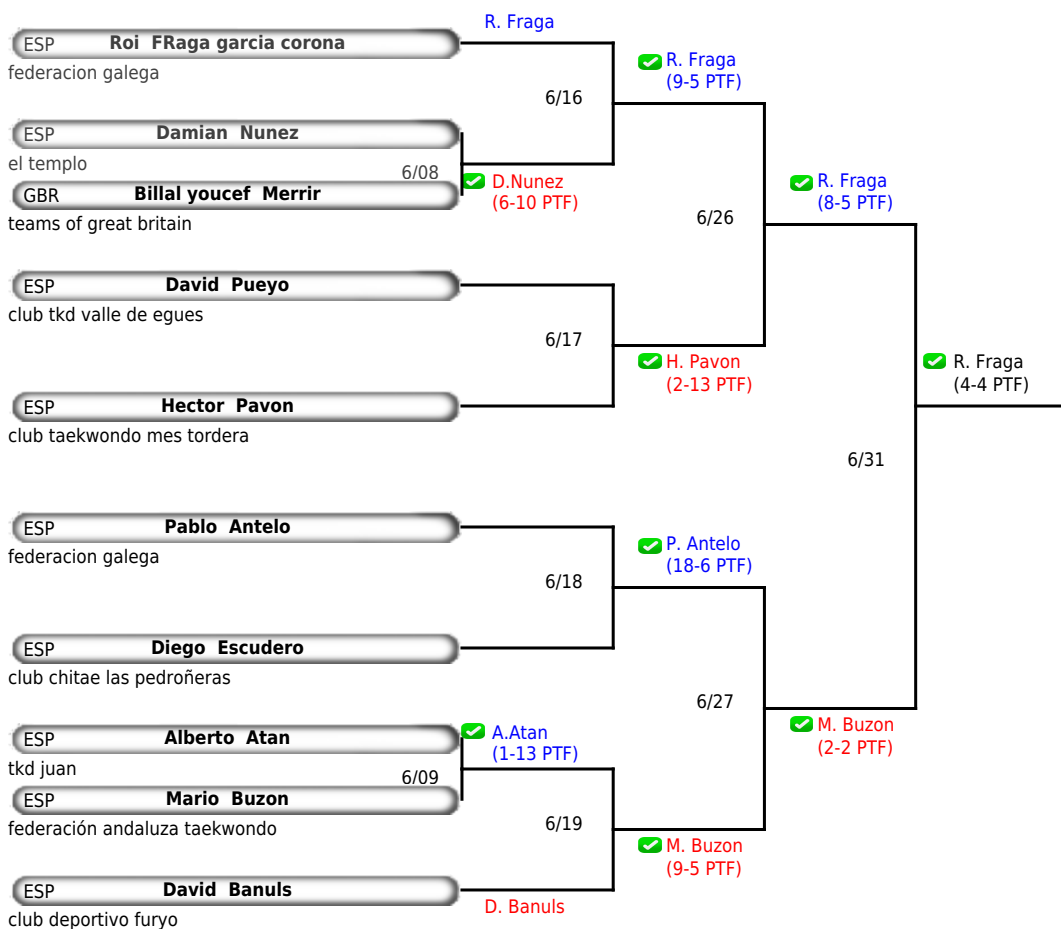 R. Fraga
ESP Roi FRaga garcia corona
federacion galega
R. Fraga
(9-5 PTF)
6/16
ESP Damian Nunez
el templo
6/08
GBR Billal youcef Merrir
teams of great britain
D.Nunez
(6-10 PTF)
R. Fraga
(8-5 PTF)
6/26
ESP David Pueyo
club tkd valle de egues
6/17
H. Pavon
(2-13 PTF)
ESP Hector Pavon
club taekwondo mes tordera
R. Fraga
(4-4 PTF)
6/31
ESP Pablo Antelo
federacion galega
P. Antelo
(18-6 PTF)
6/18
ESP Diego Escudero
club chitae las pedroñeras
6/27
M. Buzon
(2-2 PTF)
ESP Alberto Atan
tkd juan
A.Atan
(1-13 PTF)
6/09
ESP Mario Buzon
federación andaluza taekwondo
6/19
M. Buzon
(9-5 PTF)
ESP David Banuls
club deportivo furyo
D. Banuls